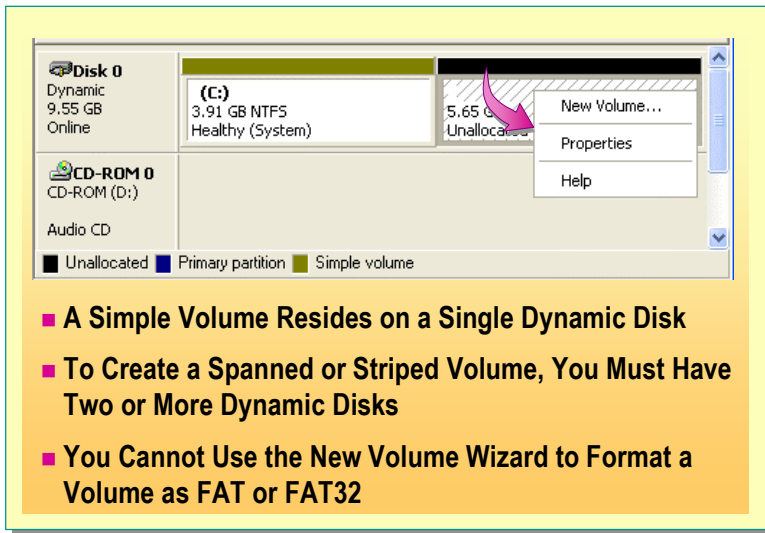 Disk 0
Dynamic
9.55 GB
Online
(C:)
3.91 GB NTFS
Healthy (System)
5.65
Unallocated
New Volume...
Properties
Help
CD-ROM 0
CD-ROM (D:)
Audio CD
Unallocated Primary partition Simple volume
A Simple Volume Resides on a Single Dynamic Disk
To Create a Spanned or Striped Volume, You Must Have
Two or More Dynamic Disks
You Cannot Use the New Volume Wizard to Format a
Volume as FAT or FAT32